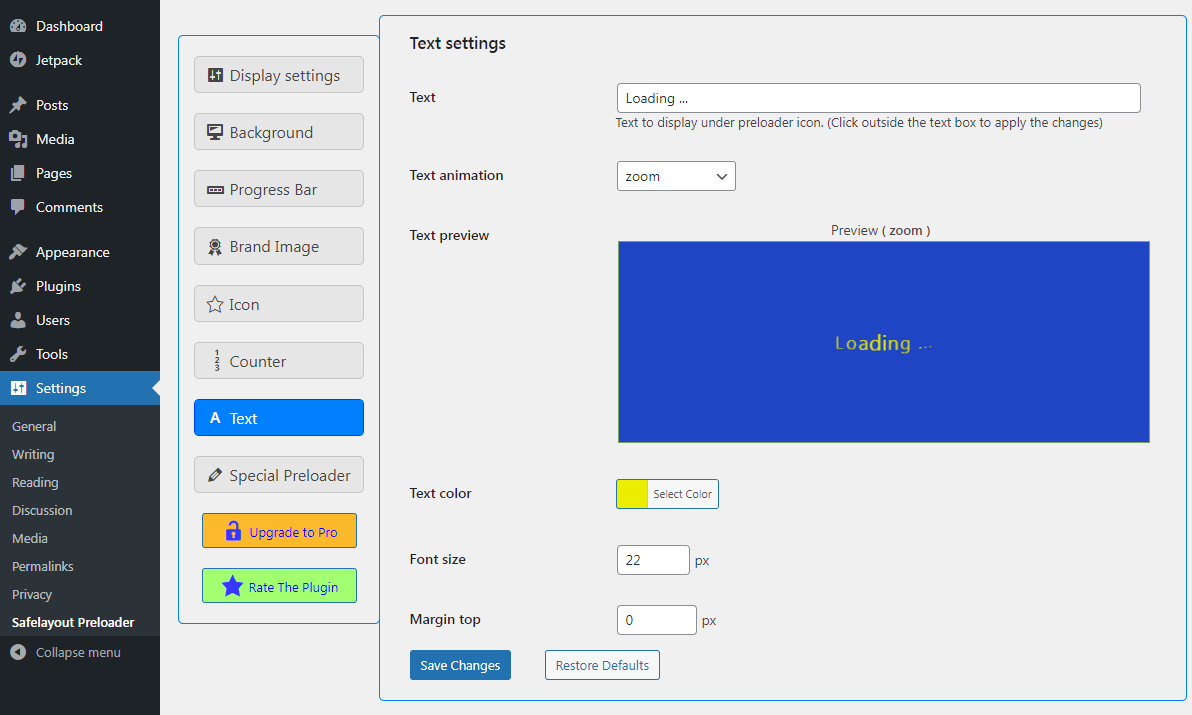 Dashboard
Jetpack
Posts
Media
Pages
Comments
Appearance
Plugins
Users
Tools
Settings
General
Writing
Reading
Discussion
Media
Permalinks
Privacy
Safelayout Preloader
Collapse menu
Display settings
Background
Progress Bar
Brand Image
Icon
1
2
3
Counter
A Text
Special Preloader
Upgrade to Pro
Rate The Plugin
Text settings
Text
Loading ...
Text to display under preloader icon. (Click outside the text box to apply the changes)
Text animation
zoom
Text preview
Preview ( zoom )
Loading ...
Text color
Select Color
Font size
22 px
Margin top
0 px
Save Changes
Restore Defaults